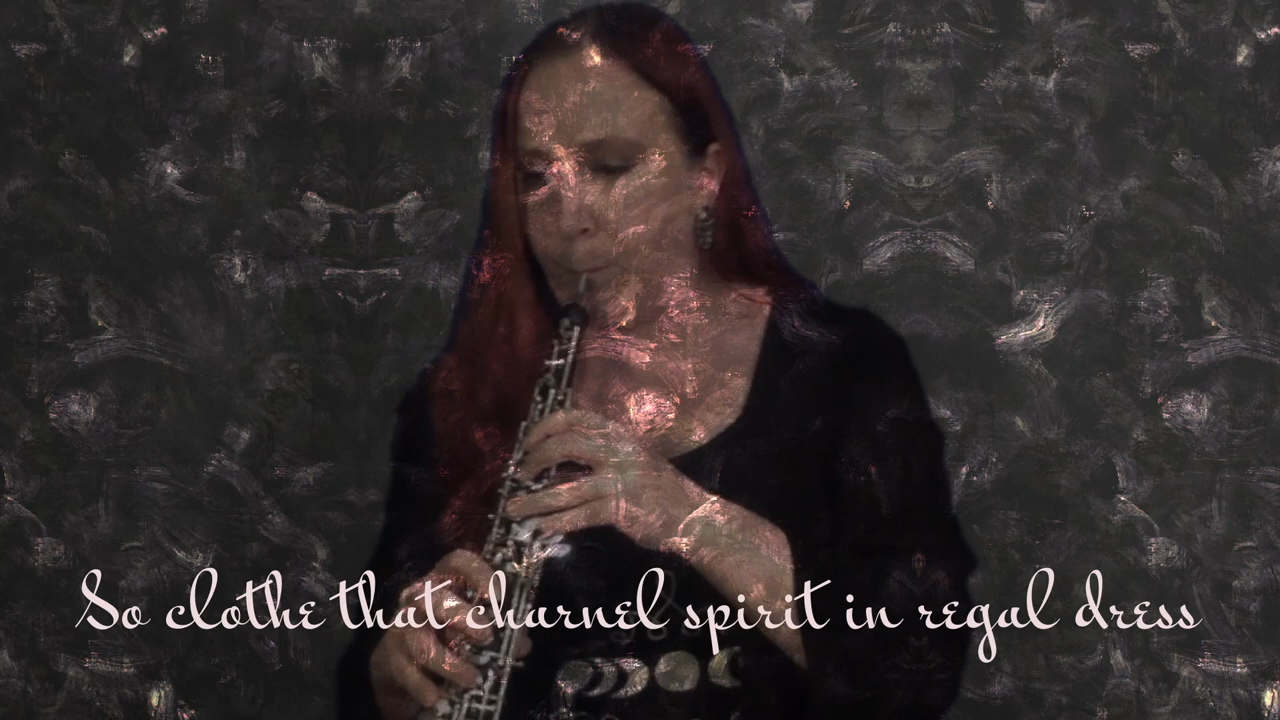 So clothe that charnel spirit in regal dress